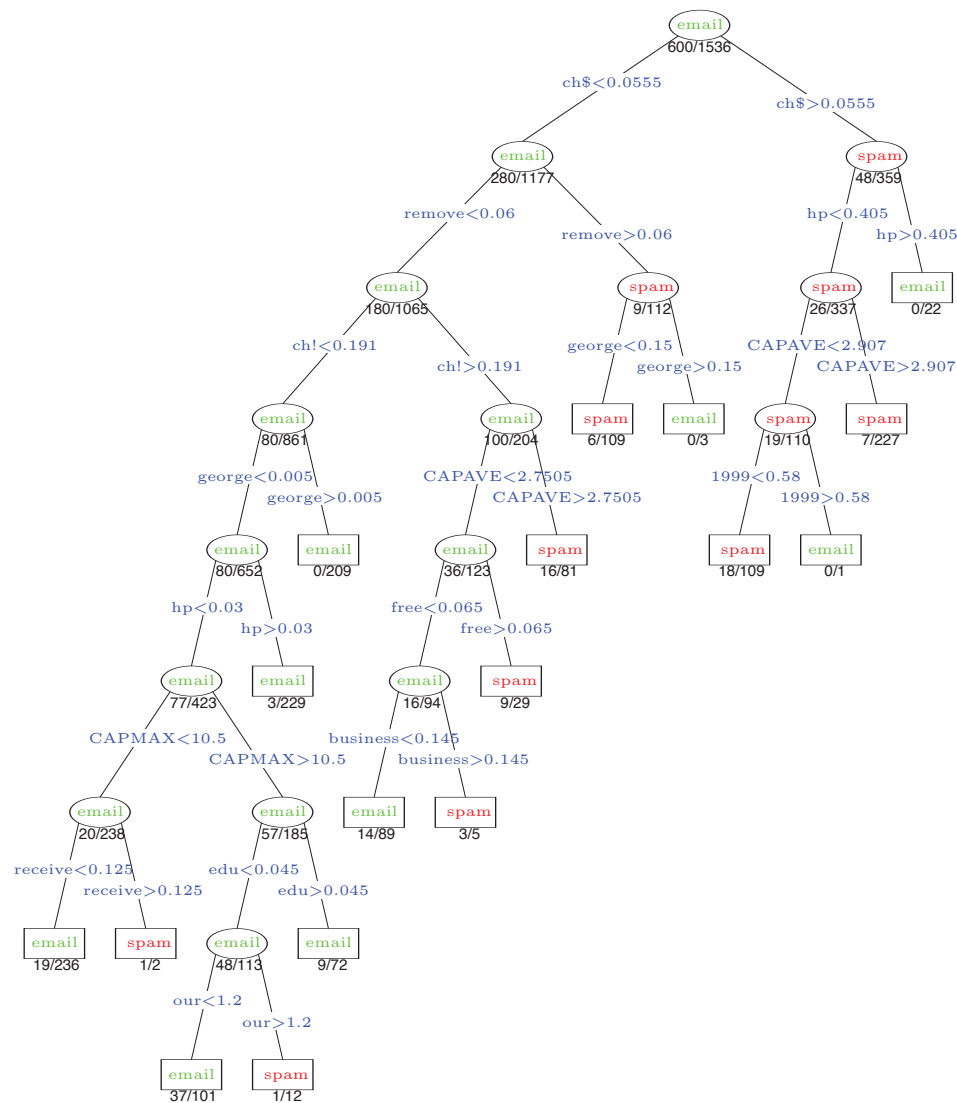 email
600/1536
ch$<0.0555
ch$>0.0555
email
280/1177
spam
48/359
remove<0.06
remove>0.06
hp<0.405
hp>0.405
email
180/1065
spam
9/112
spam
26/337
email
0/22
ch!<0.191
ch!>0.191
george<0.15
george>0.15
CAPAVE<2.907
CAPAVE>2.907
email
80/861
email
100/204
spam
6/109
email
0/3
spam
19/110
spam
7/227
george<0.005
george>0.005
CAPAVE<2.7505
CAPAVE>2.7505
1999<0.58
1999>0.58
email
80/652
email
0/209
email
36/123
spam
16/81
spam
18/109
email
0/1
hp<0.03
hp>0.03
free<0.065
free>0.065
email
77/423
email
3/229
email
16/94
spam
9/29
CAPMAX<10.5
CAPMAX>10.5
business<0.145
business>0.145
email
20/238
email
57/185
email
14/89
spam
3/5
receive<0.125
receive>0.125
edu<0.045
edu>0.045
email
19/236
spam
1/2
email
48/113
email
9/72
our<1.2
our>1.2
email
37/101
spam
1/12